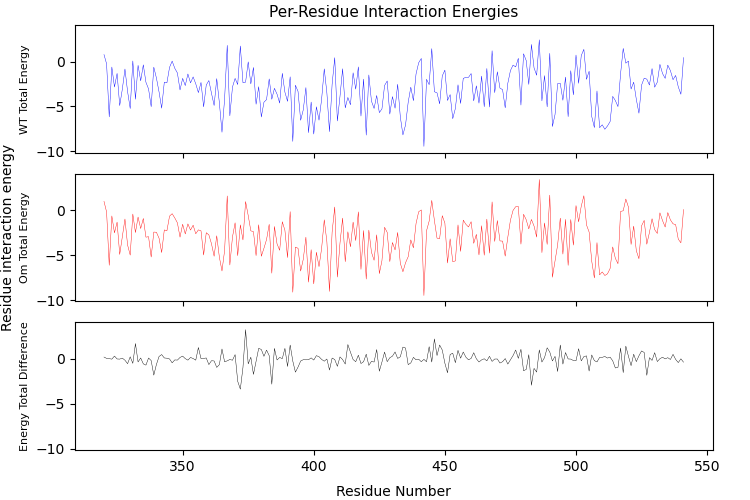 Per-Residue Interaction Energies
Residue interaction energy
WT Total Energy
0
−5
−10
Om Total Energy
0
−5
−10
Energy Total Difference
0
−5
−10
350 400 450 500 550
Residue Number